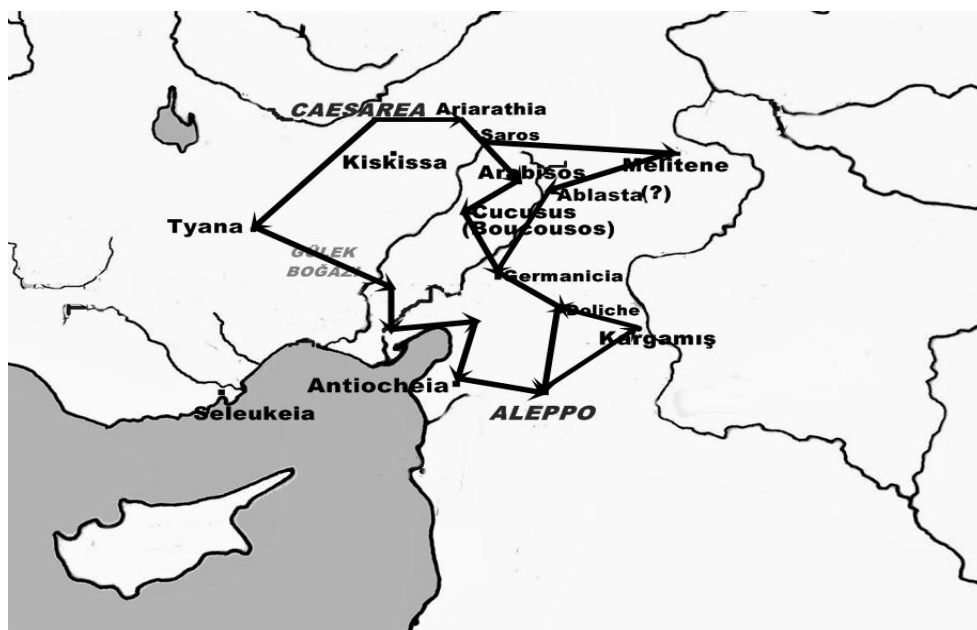 CAESAREA
Ariarathia
Saros
Kiskissa
Arabisos
Melitene
Ablasta(?)
Cucusus
(Boucousos)
Tyana
GÜLEK
BOĞAZI
Germanicia
Doliche
Kargamış
Antiocheia
ALEPPO
Seleukeia